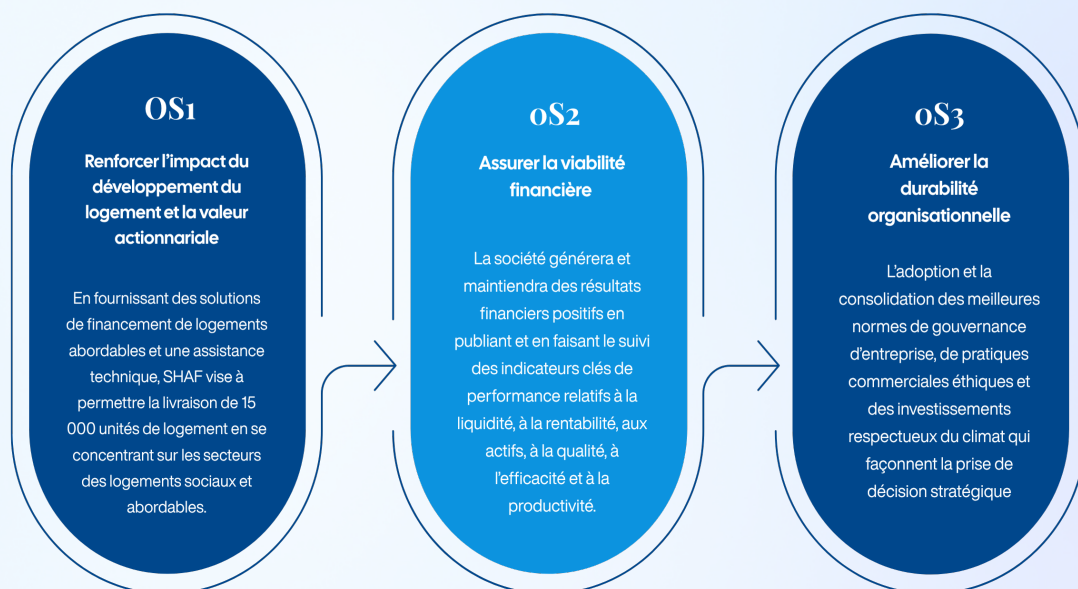 OS1
Renforcer l'impact du
développement du
logement et la valeur
actionnariale
En fournissant des solutions
de financement de logements
abordables et une assistance
technique, SHAF vise à
permettre la livraison de 15
000 unités de logement en se
concentrant sur les secteurs
des logements sociaux et
abordables.
oS2
Assurer la viabilité
financière
La société générera et
maintiendra des résultats
financiers positifs en
publiant et en faisant le suivi
des indicateurs clés de
performance relatifs à la
liquidité, à la rentabilité, aux
actifs, à la qualité, à
l'efficacité et à la
productivité.
oS3
Améliorer la
durabilité
organisationnelle
L'adoption et la
consolidation des meilleures
normes de gouvernance
d'entreprise, de pratiques
commerciales éthiques et
des investissements
respectueux du climat qui
façonnent la prise de
décision stratégique